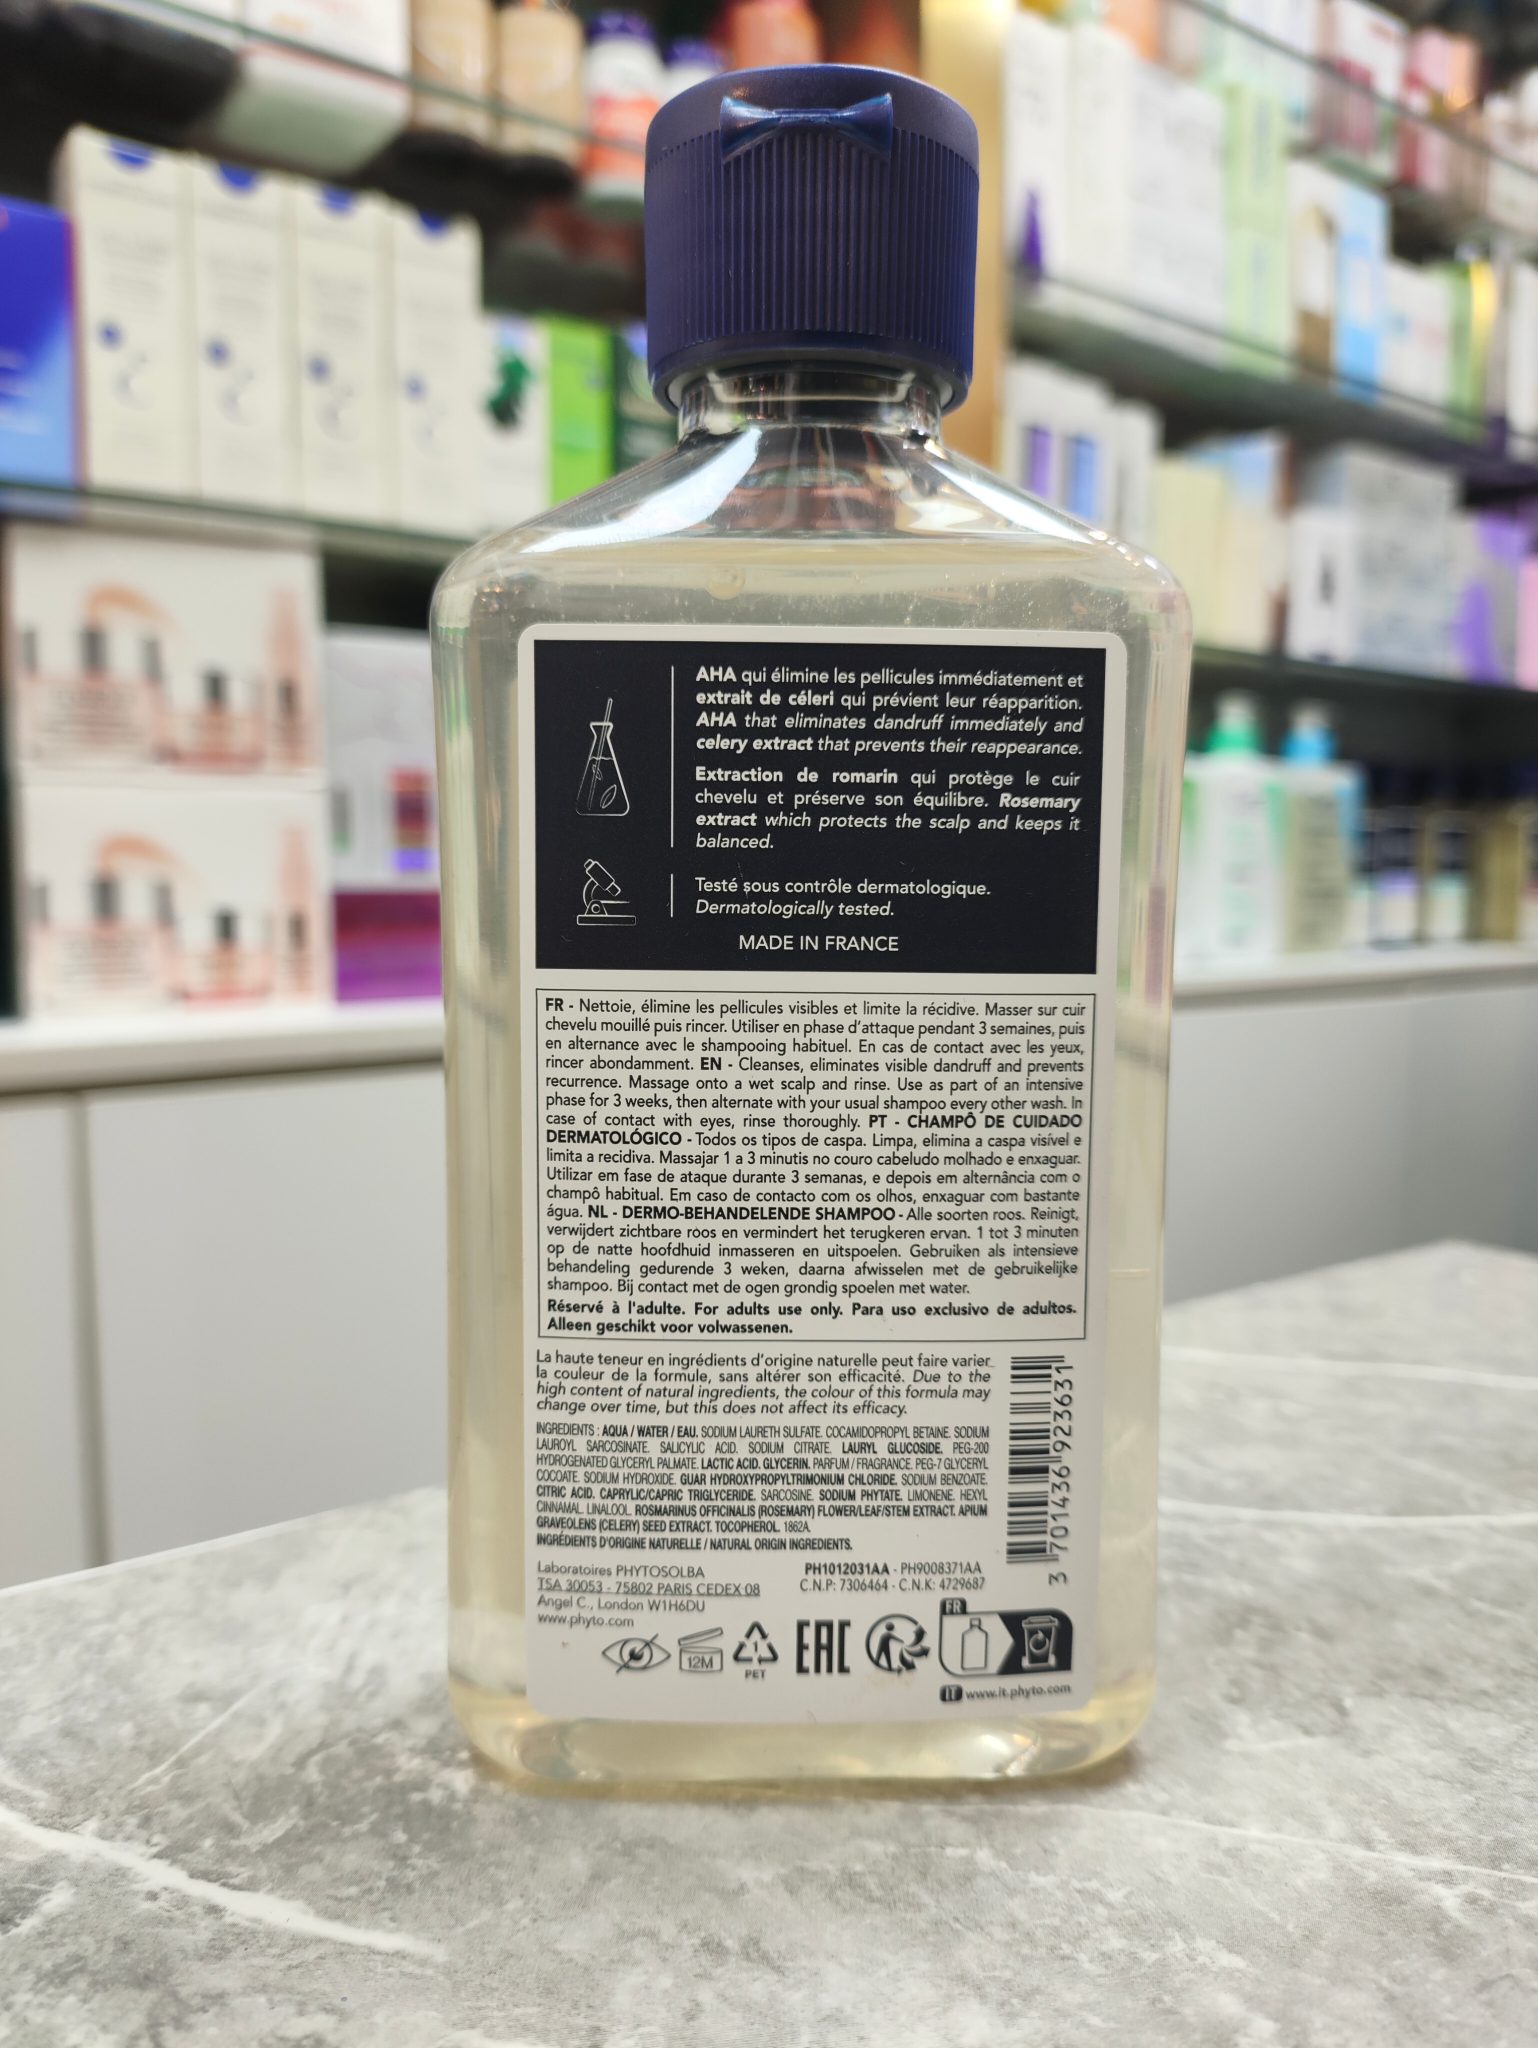 AHA qui élimine les pellicules immédiatement et
extrait de céleri qui prévient leur réapparition.
AHA that eliminates dandruff immediately and
celery extract that prevents their reappearance.
Extraction de romarin qui protège le cuir
chevelu et préserve son équilibre. Rosemary
extract which protects the scalp and keeps it
balanced.
Testé sous contrôle dermatologique.
Dermatologically tested.
MADE IN FRANCE
FR - Nettoie, élimine les pellicules visibles et limite la récidive. Masser sur cuir
chevelu mouillé puis rincer. Utiliser en phase d'attaque pendant 3 semaines, puis
en alternance avec le shampooing habituel. En cas de contact avec les yeux,
rincer abondamment. EN - Cleanses, eliminates visible dandruff and prevents
recurrence. Massage onto a wet scalp and rinse. Use as part of an intensive
phase for 3 weeks, then alternate with your usual shampoo every other wash. In
case of contact with eyes, rinse thoroughly. PT - CHAMPÔ DE CUIDADO
DERMATOLÓGICO - Todos os tipos de caspa. Limpa, elimina a caspa visível e
limita a recidiva. Massajar 1 a 3 minutis no couro cabeludo molhado e enxaguar.
Utilizar em fase de ataque durante 3 semanas, e depois em alternância com o
champô habitual. Em caso de contacto com os olhos, enxaguar com bastante
água. NL - DERMO-BEHANDELENDE SHAMPOO - Alle soorten roos. Reinigt,
verwijdert zichtbare roos en vermindert het terugkeren ervan. 1 tot 3 minuten
op de natte hoofdhuid inmasseren en uitspoelen. Gebruiken als intensieve
behandeling gedurende 3 weken, daarna afwisselen met de gebruikelijke
shampoo. Bij contact met de ogen grondig spoelen met water.
Réservé à l'adulte. For adults use only. Para uso exclusivo de adultos.
Alleen geschikt voor volwassenen.
La haute teneur en ingrédients d'origine naturelle peut faire varier
la couleur de la formule, sans altérer son efficacité. Due to the
high content of natural ingredients, the colour of this formula may
change over time, but this does not affect its efficacy.
INGREDIENTS : AQUA / WATER / EAU. SODIUM LAURETH SULFATE. COCAMIDOPROPYL BETAINE. SODIUM
LAUROYL SARCOSINATE. SALICYLIC ACID. SODIUM CITRATE. LAURYL GLUCOSIDE. PEG-200
HYDROGENATED GLYCERYL PALMATE. LACTIC ACID. GLYCERIN. PARFUM / FRAGRANCE. PEG-7 GLYCERYL
COCOATE. SODIUM HYDROXIDE. GUAR HYDROXYPROPYLTRIMONIUM CHLORIDE. SODIUM BENZOATE.
CITRIC ACID. CAPRYLIC/CAPRIC TRIGLYCERIDE. SARCOSINE. SODIUM PHYTATE. LIMONENE. HEXYL
CINNAMAL. LINALOOL. ROSMARINUS OFFICINALIS (ROSEMARY) FLOWER/LEAF/STEM EXTRACT. APIUM
GRAVEOLENS (CELERY) SEED EXTRACT. TOCOPHEROL. 1862A.
INGRÉDIENTS D'ORIGINE NATURELLE / NATURAL ORIGIN INGREDIENTS.
3 701436 923631
Laboratoires PHYTOSOLBA
TSA 30053 - 75802 PARIS CEDEX 08
Angel C., London W1H6DU
www.phyto.com
PH1012031AA - PH9008371AA
C.N.P: 7306464 - C.N.K: 4729687
12M
1
PET
EAC
FR
IT www.it.phyto.com